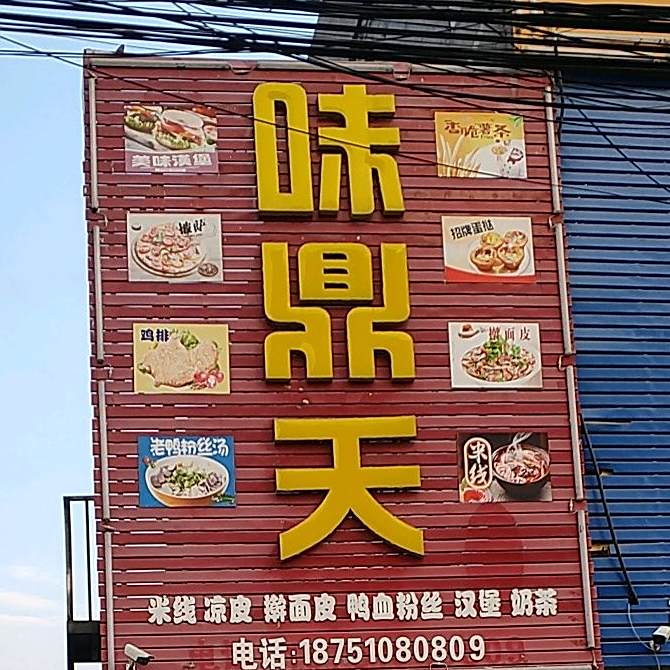 味鼎天
美味漢堡
香脆薯茶
披萨
招牌蛋挞
鸡排
擀面皮
老鸭粉丝汤
米线
米线 凉皮 擀面皮 鸭血粉丝 汉堡 奶茶
电话:18751080809